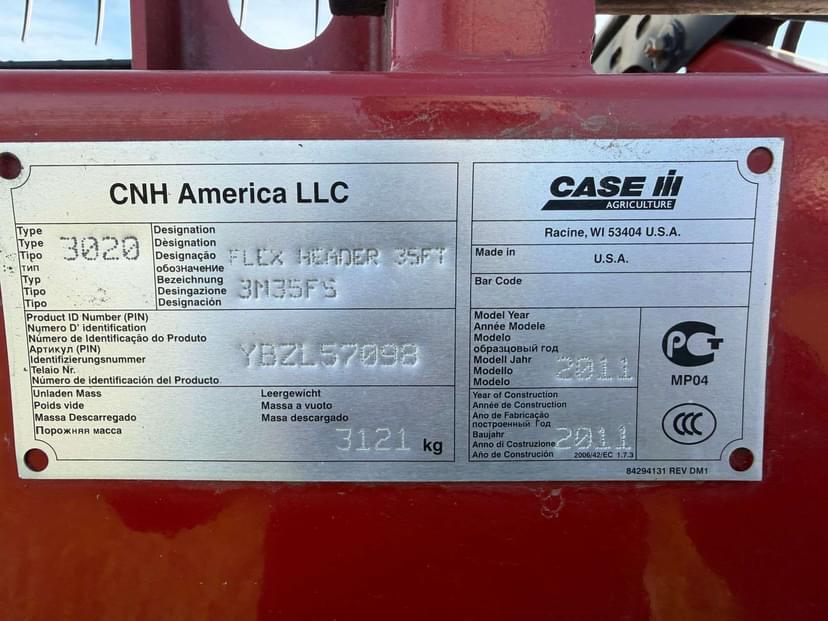 CNH America LLC
Type
Type
Tipo
тип
Typ
Tipo
Tipo
3020
Designation
Dèsignation
Designação
обозначение
Bezeichnung
Desingazione
Designación
FLEX HEADER 35FT
3M35FS
Product ID Number (PIN)
Numero D' identification
Número de Identificação do Produto
Артикул (PIN)
Identifizierungsnummer
Telaio Nr.
Número de identificación del Producto
YBZL57098
Unladen Mass
Poids vide
Massa Descarregado
Порожняя масса
Leergewicht
Massa a vuoto
Masa descargado
3121 kg
CASE IH
AGRICULTURE
Racine, WI 53404 U.S.A.
Made in
U.S.A.
Bar Code
Model Year
Année Modele
Modelo
образцовый год
Modell Jahr
Modello
Modelo
2011
Year of Construction
Année de Construction
Ano de Fabricação
построенный Год
Baujahr
Anno di Costruzione
Año de Construción
2011
2006/42/EC 1.7.3
PCT
MP04
CCC
84294131 REV DM1